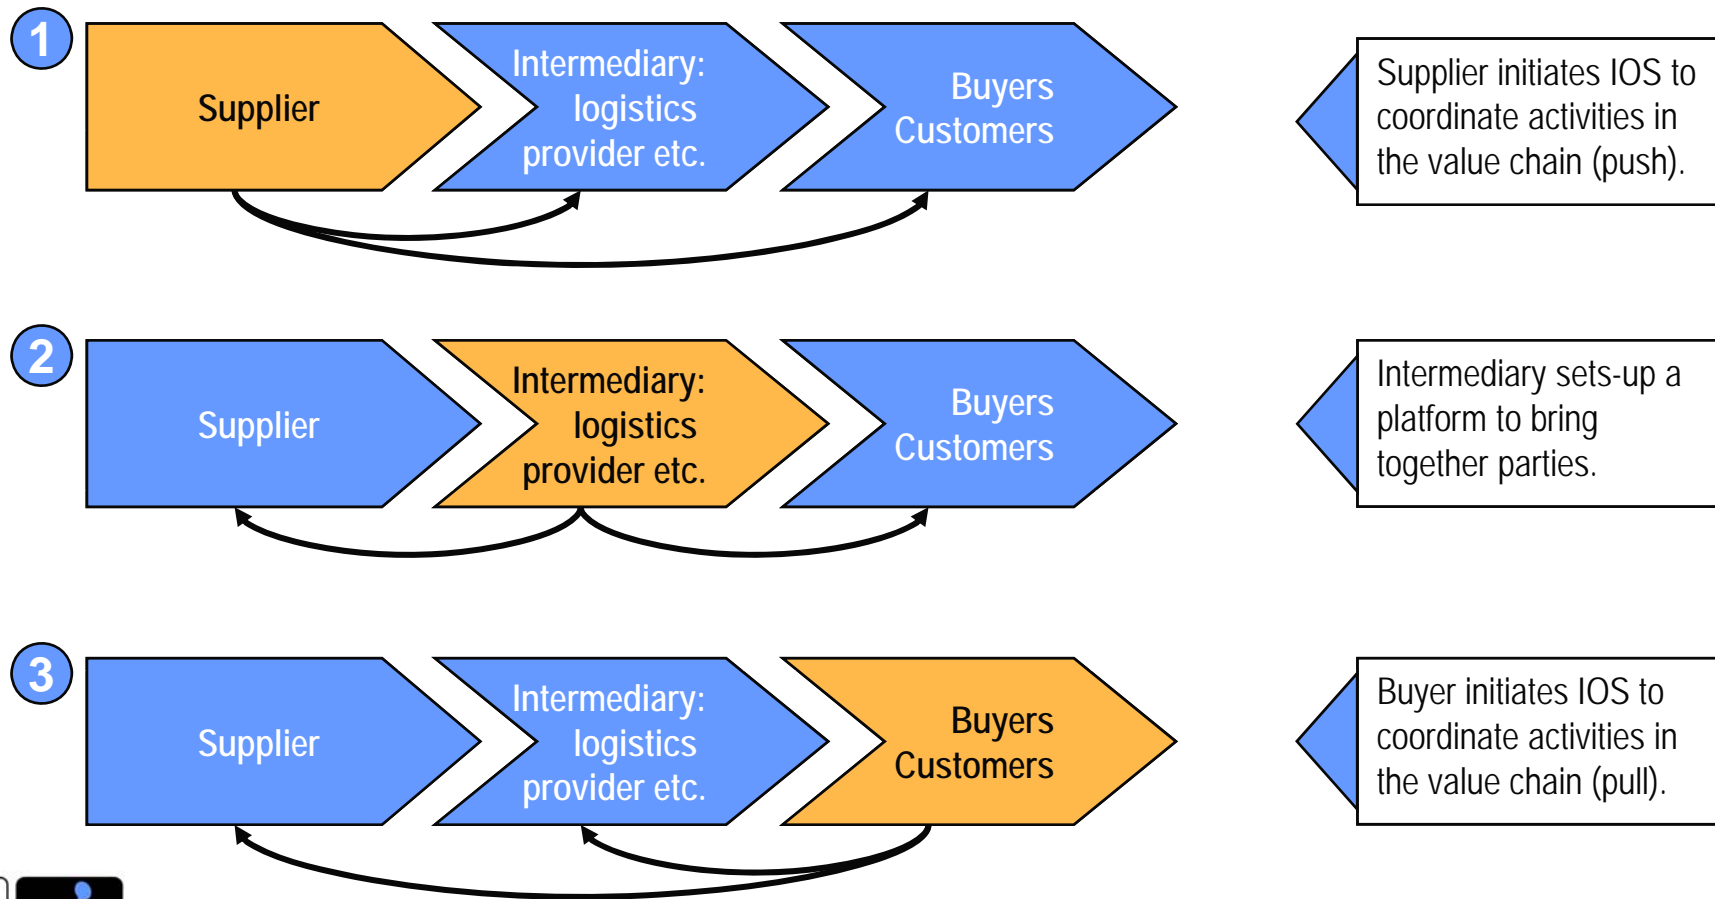 1
Supplier
Intermediary:
logistics
provider etc.
Buyers
Customers
Supplier initiates IOS to
coordinate activities in
the value chain (push).
2
Supplier
Intermediary:
logistics
provider etc.
Buyers
Customers
Intermediary sets-up a
platform to bring
together parties.
3
Supplier
Intermediary:
logistics
provider etc.
Buyers
Customers
Buyer initiates IOS to
coordinate activities in
the value chain (pull).